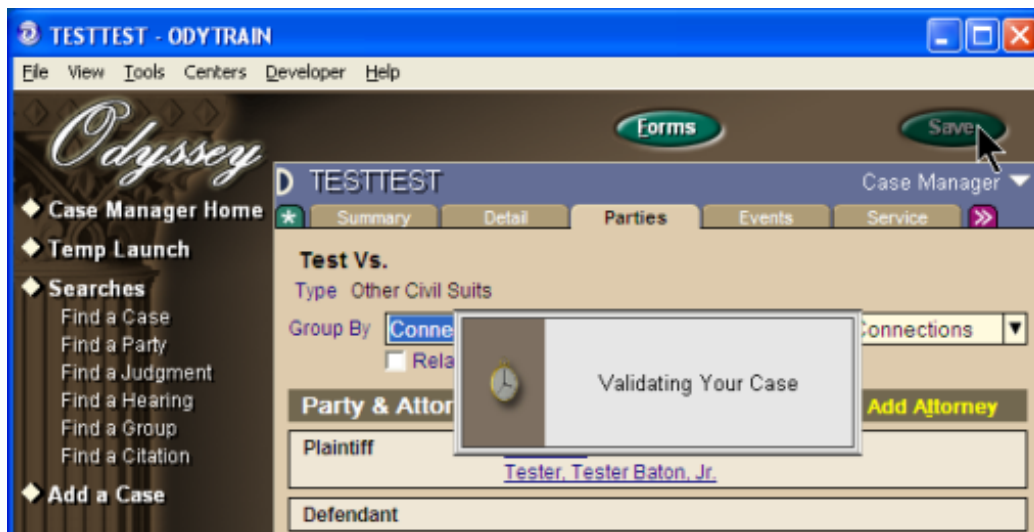 TESTTEST - ODYTRAIN
File View Tools Centers Developer Help
Odyssey
Forms Save
TESTTEST Case Manager
Case Manager Home
Summary Detail Parties Events Service
Temp Launch
Test Vs.
Searches
Type Other Civil Suits
Find a Case
Group By Conne Connections
Find a Party
Rela
Find a Judgment
Validating Your Case
Find a Hearing
Party & Attor Add Attorney
Find a Group
Plaintiff
Find a Citation
Tester, Tester Baton, Jr.
Add a Case
Defendant